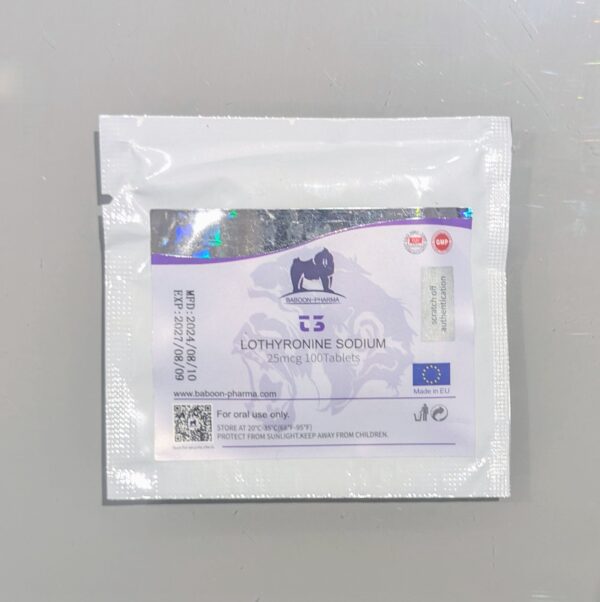 GMP
BABOON-PHARMA
t3
LOTHYRONINE SODIUM
25mcg 100Tablets
MFD:2024/08/10
EXP:2027/08/09
scratch off
authentication
Made in EU
www.baboon-pharma.com
For oral use only.
STORE AT 20°C-35°C(68°F-95°F)
PROTECT FROM SUNLIGHT.KEEP AWAY FROM CHILDREN.